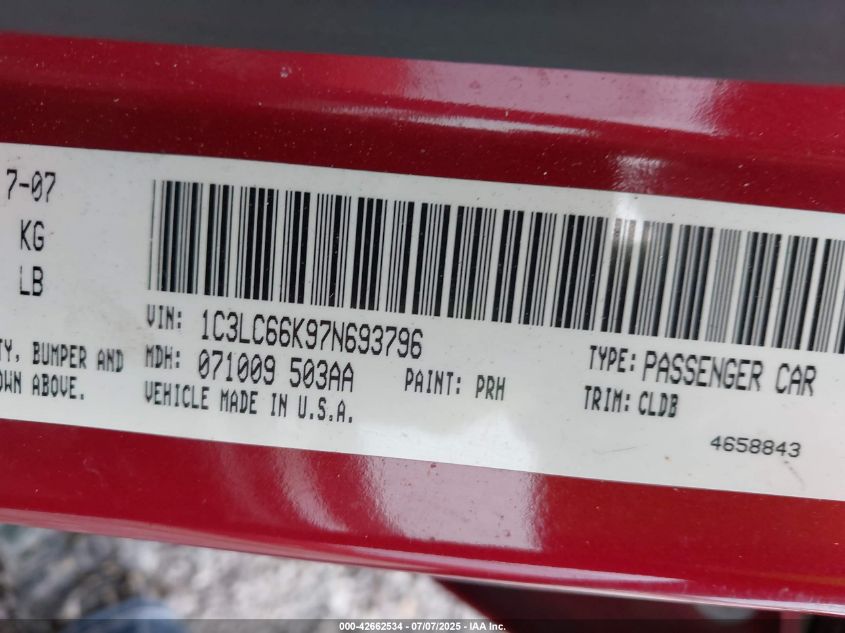 7-07
KG
LB
VIN: 1C3LC66K97N693796
TY, BUMPER AND
MDH: 071009 503AA
PAINT: PRH
TYPE: PASSENGER CAR
OWN ABOVE.
VEHICLE MADE IN U.S.A.
TRIM: CLDB
4658843
000-42662534 - 07/07/2025 - IAA Inc.